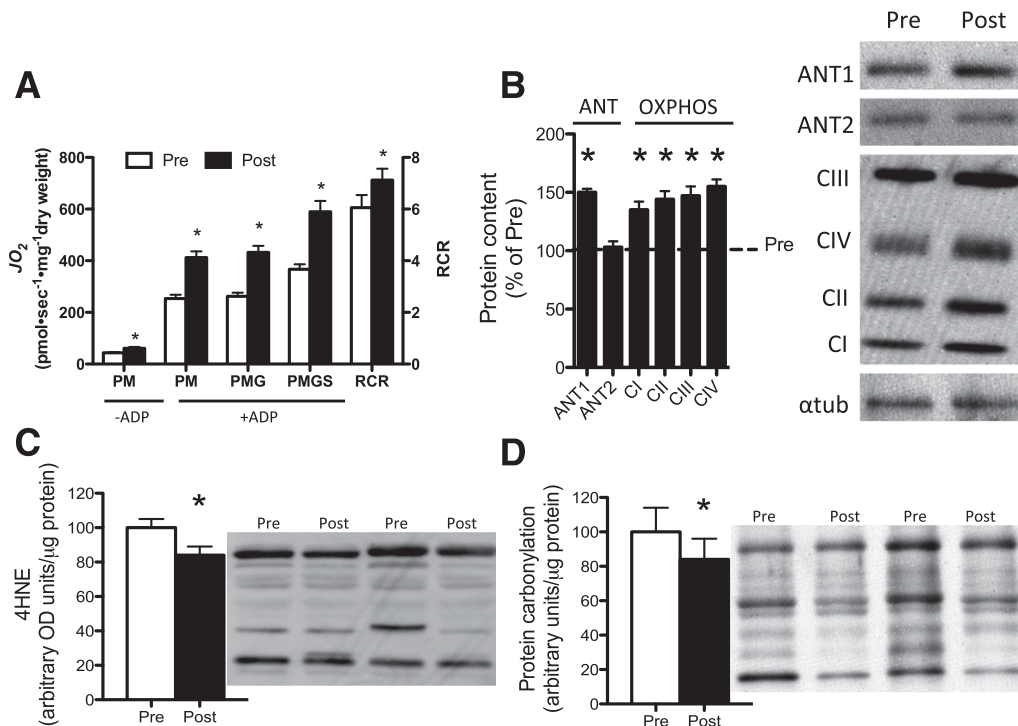 A
Pre Post
JO2
(pmol•sec-1•mg-1dry weight)
800
600
400
200
0
8
6
4
2
0
RCR
* * * * *
PM PM PMG PMGS RCR
-ADP +ADP
B
ANT OXPHOS
Protein content
(% of Pre)
200
150
100
50
0
* * * * *
Pre
ANT1 ANT2 CI CII CIII CIV
Pre Post
ANT1
ANT2
CIII
CIV
CII
CI
αtub
C
4HNE
(arbitrary OD units/µg protein)
120
100
80
60
40
20
0
*
Pre Post
Pre Post Pre Post
D
Protein carbonylation
(arbitrary units/µg protein)
120
100
80
60
40
20
0
*
Pre Post
Pre Post Pre Post